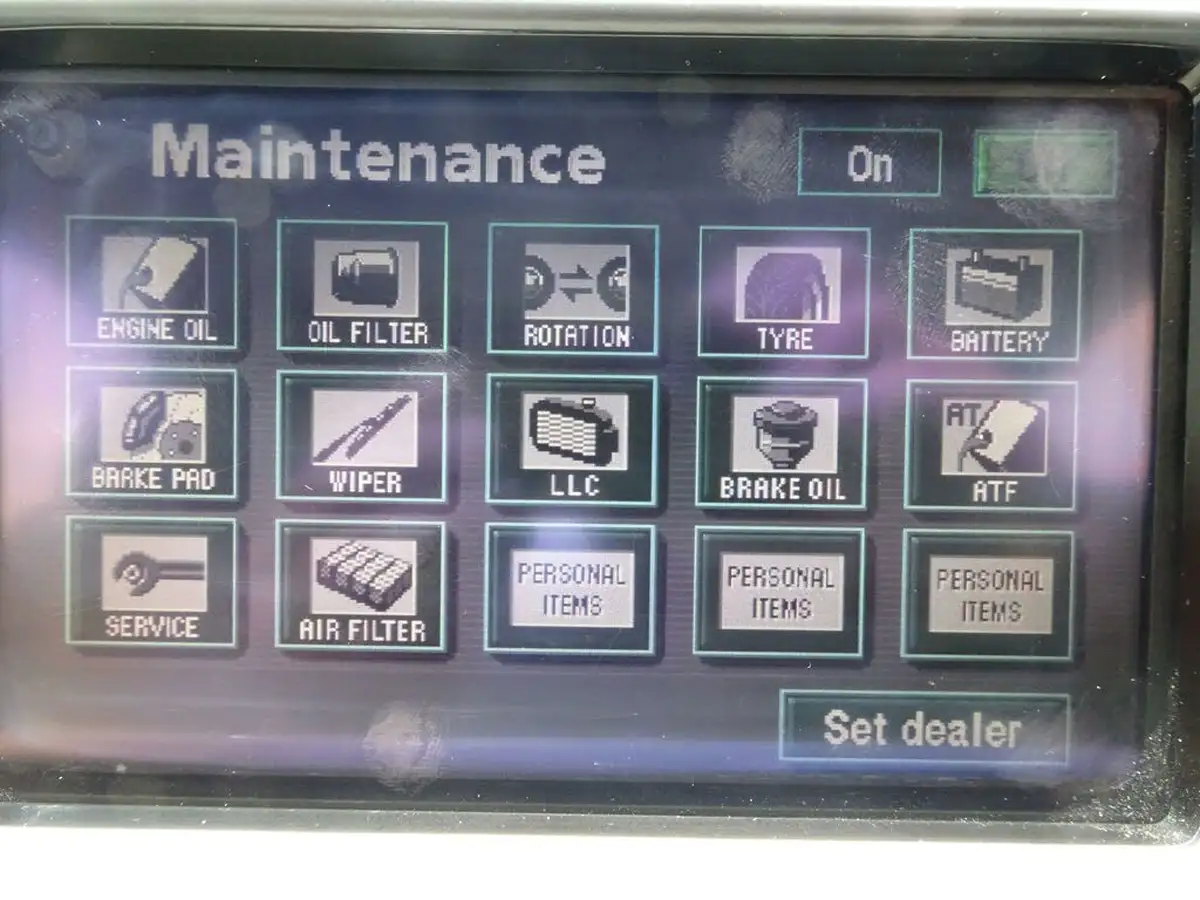 Maintenance
On
ENGINE OIL
OIL FILTER
ROTATION
TYRE
BATTERY
BRAKE PAD
WIPER
LLC
BRAKE OIL
AT
ATF
SERVICE
AIR FILTER
PERSONAL
ITEMS
PERSONAL
ITEMS
PERSONAL
ITEMS
Set dealer